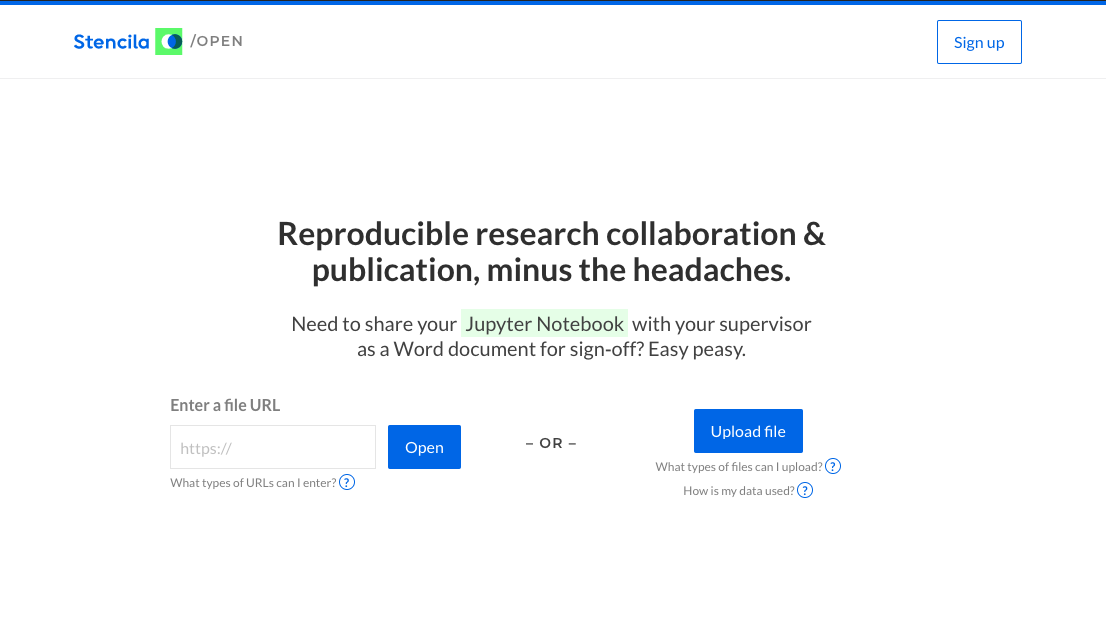 Stencila /OPEN
Sign up
Reproducible research collaboration &
publication, minus the headaches.
Need to share your Jupyter Notebook with your supervisor
as a Word document for sign-off? Easy peasy.
Enter a file URL
https://
Open
What types of URLs can I enter? ?
– OR –
Upload file
What types of files can I upload? ?
How is my data used? ?